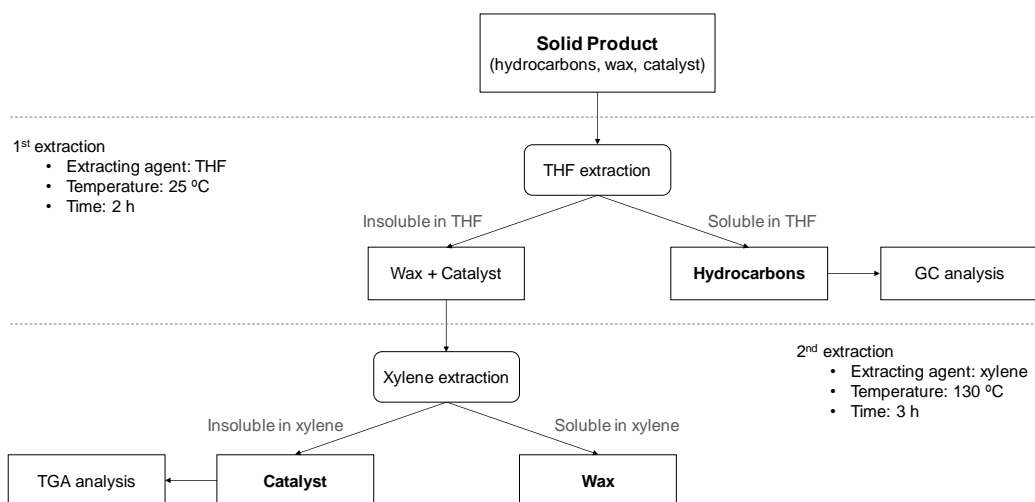 Solid Product
(hydrocarbons, wax, catalyst)
1st extraction
• Extracting agent: THF
• Temperature: 25 ºC
• Time: 2 h
THF extraction
Insoluble in THF
Soluble in THF
Wax + Catalyst
Hydrocarbons
GC analysis
2nd extraction
• Extracting agent: xylene
• Temperature: 130 ºC
• Time: 3 h
Xylene extraction
Insoluble in xylene
Soluble in xylene
TGA analysis
Catalyst
Wax